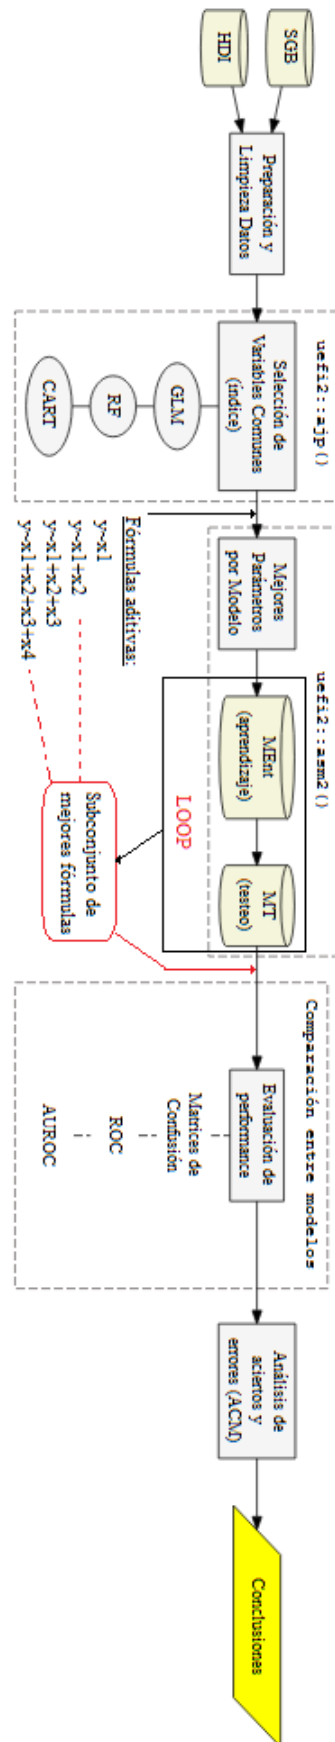 SGB
HDI
Preparación y
Limpieza Datos
uefi2::ajp()
Selección de
Variables Comunes
(índice)
GLM
RF
CART
Fórmulas aditivas:
y~x1
y~x1+x2
y~x1+x2+x3
y~x1+x2+x3+x4
uefi2::asm2()
Mejores
Parámetros
por Modelo
MEnt
(aprendizaje)
MT
(testeo)
LOOP
Subconjunto de
mejores fórmulas
Comparación entre modelos
Evaluación de
performance
Matrices de
Confusión
ROC
AUROC
Análisis de
aciertos y
errores (ACM)
Conclusiones